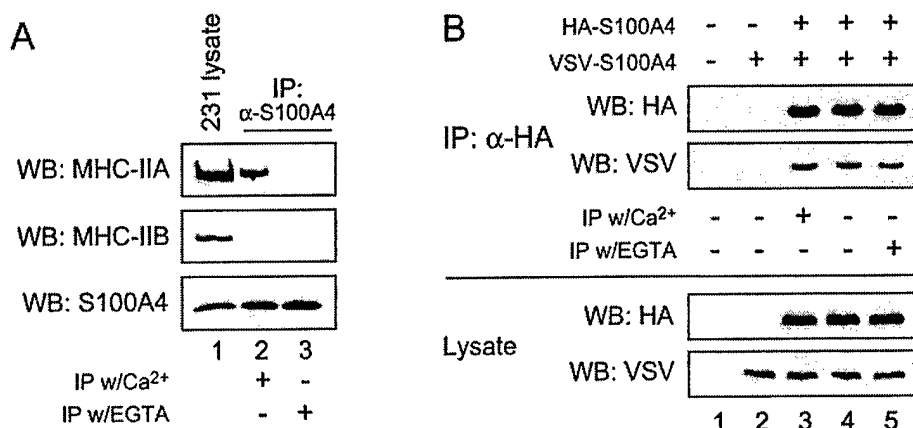 A
231 lysate
IP:
α-S100A4
WB: MHC-IIA
WB: MHC-IIB
WB: S100A4
1 2 3
IP w/Ca²⁺ + -
IP w/EGTA - +
B
HA-S100A4 - - + + +
VSV-S100A4 - + + + +
IP: α-HA
WB: HA
WB: VSV
IP w/Ca²⁺ - - + - -
IP w/EGTA - - - - +
Lysate
WB: HA
WB: VSV
1 2 3 4 5